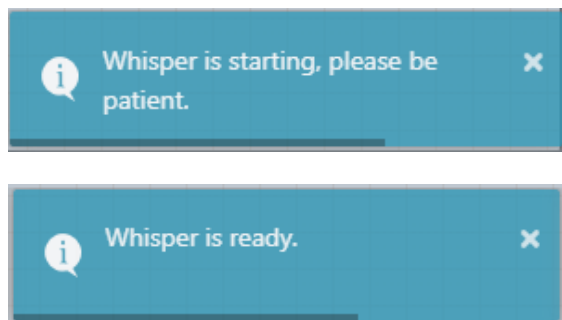 Whisper is starting, please be
patient.
Whisper is ready.